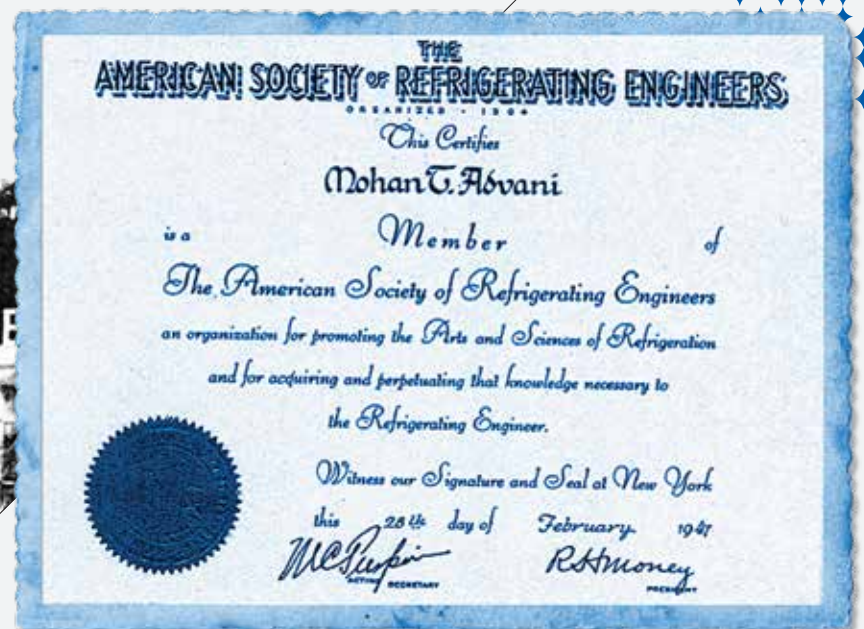 THE
AMERICAN SOCIETY OF REFRIGERATING ENGINEERS
ORGANIZED · 1904
This Certifies
Mohan T. Advani
is a Member of
The American Society of Refrigerating Engineers
an organization for promoting the Arts and Sciences of Refrigeration
and for acquiring and perpetuating that knowledge necessary to
the Refrigerating Engineer.
Witness our Signature and Seal at New York
this 28th day of February 1947
ACTING SECRETARY
PRESIDENT